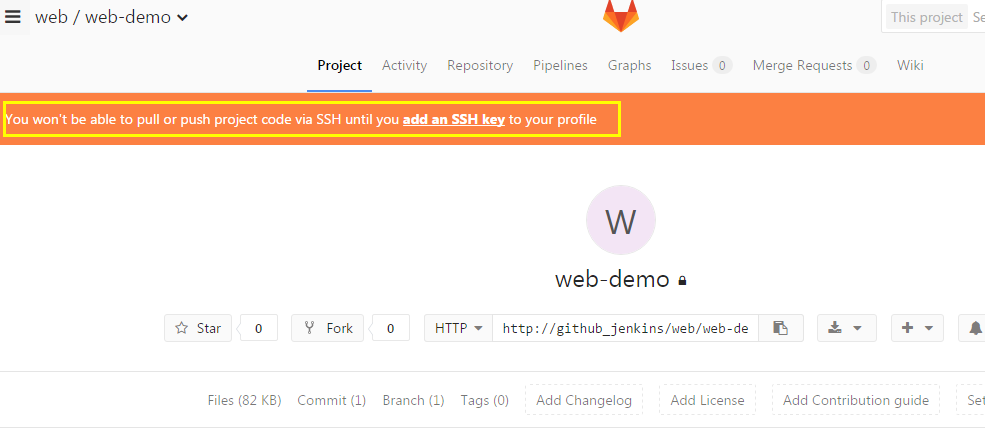 web / web-demo
This project Se
Project Activity Repository Pipelines Graphs Issues 0 Merge Requests 0 Wiki
You won't be able to pull or push project code via SSH until you add an SSH key to your profile
W
web-demo
Star 0 Fork 0 HTTP http://github_jenkins/web/web-de
Files (82 KB) Commit (1) Branch (1) Tags (0) Add Changelog Add License Add Contribution guide Set